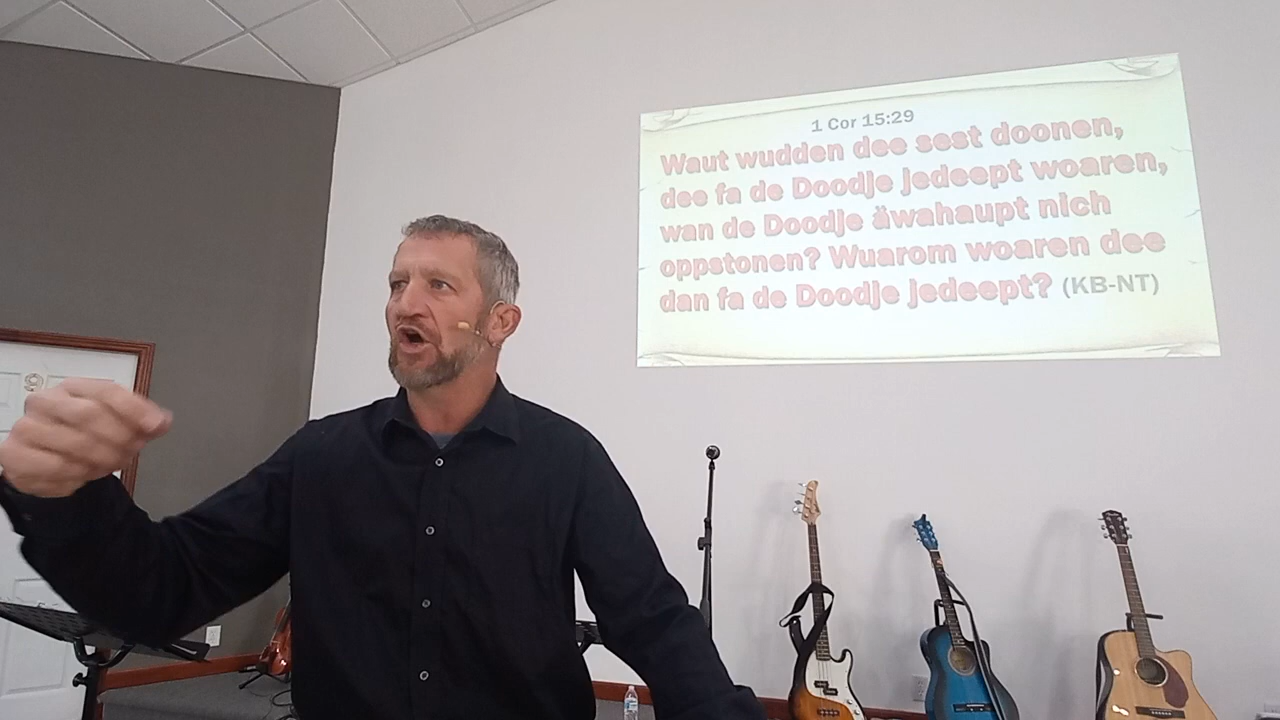 1 Cor 15:29
Waut wudden dee sest doonen,
dee fa de Doodje jedeept woaren,
wan de Doodje äwahaupt nich
oppstonen? Wuarom woaren dee
dan fa de Doodje jedeept? (KB-NT)